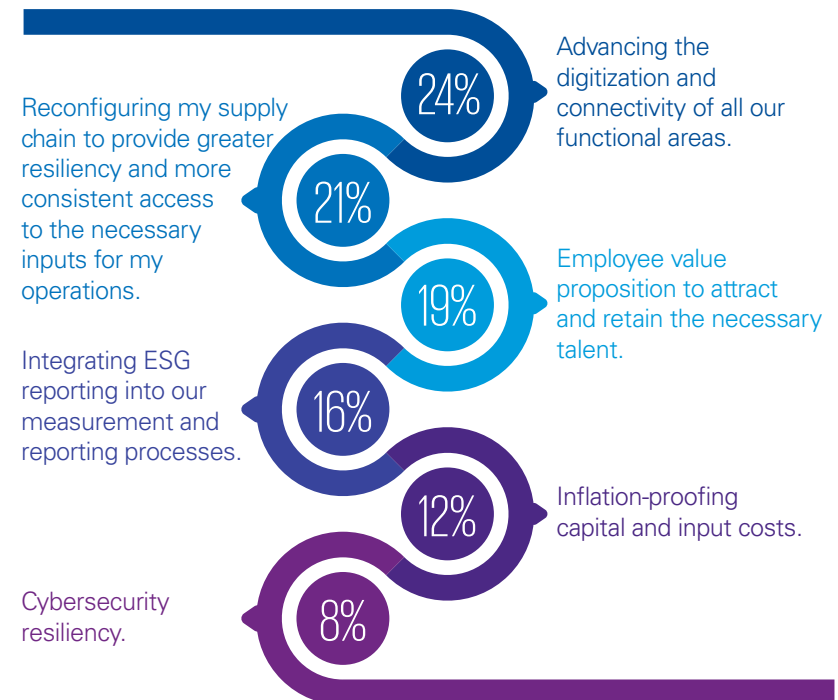 24%
Advancing the
digitization and
connectivity of all our
functional areas.
Reconfiguring my supply
chain to provide greater
resiliency and more
consistent access
to the necessary
inputs for my
operations.
21%
19%
Employee value
proposition to attract
and retain the necessary
talent.
Integrating ESG
reporting into our
measurement and
reporting processes.
16%
12%
Inflation-proofing
capital and input costs.
Cybersecurity
resiliency.
8%